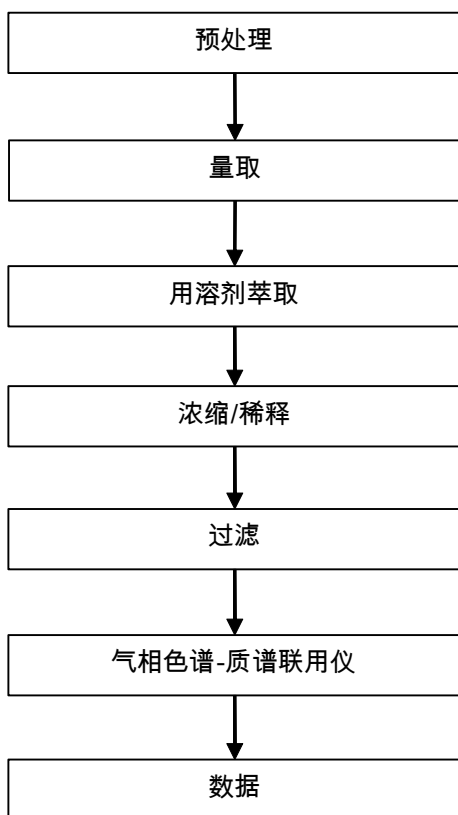 预处理
量取
用溶剂萃取
浓缩/稀释
过滤
气相色谱-质谱联用仪
数据